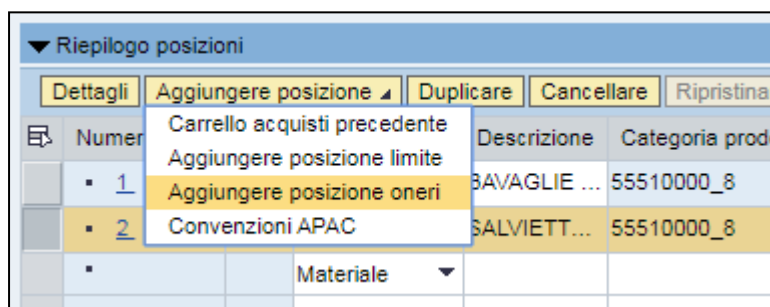 Riepilogo posizioni
Dettagli Aggiungere posizione Duplicare Cancellare Ripristina
Numer Descrizione Categoria prod
Carrello acquisti precedente
Aggiungere posizione limite
1 BAVAGLIE ... 55510000_8
Aggiungere posizione oneri
2 SALVIETT... 55510000_8
Convenzioni APAC
Materiale